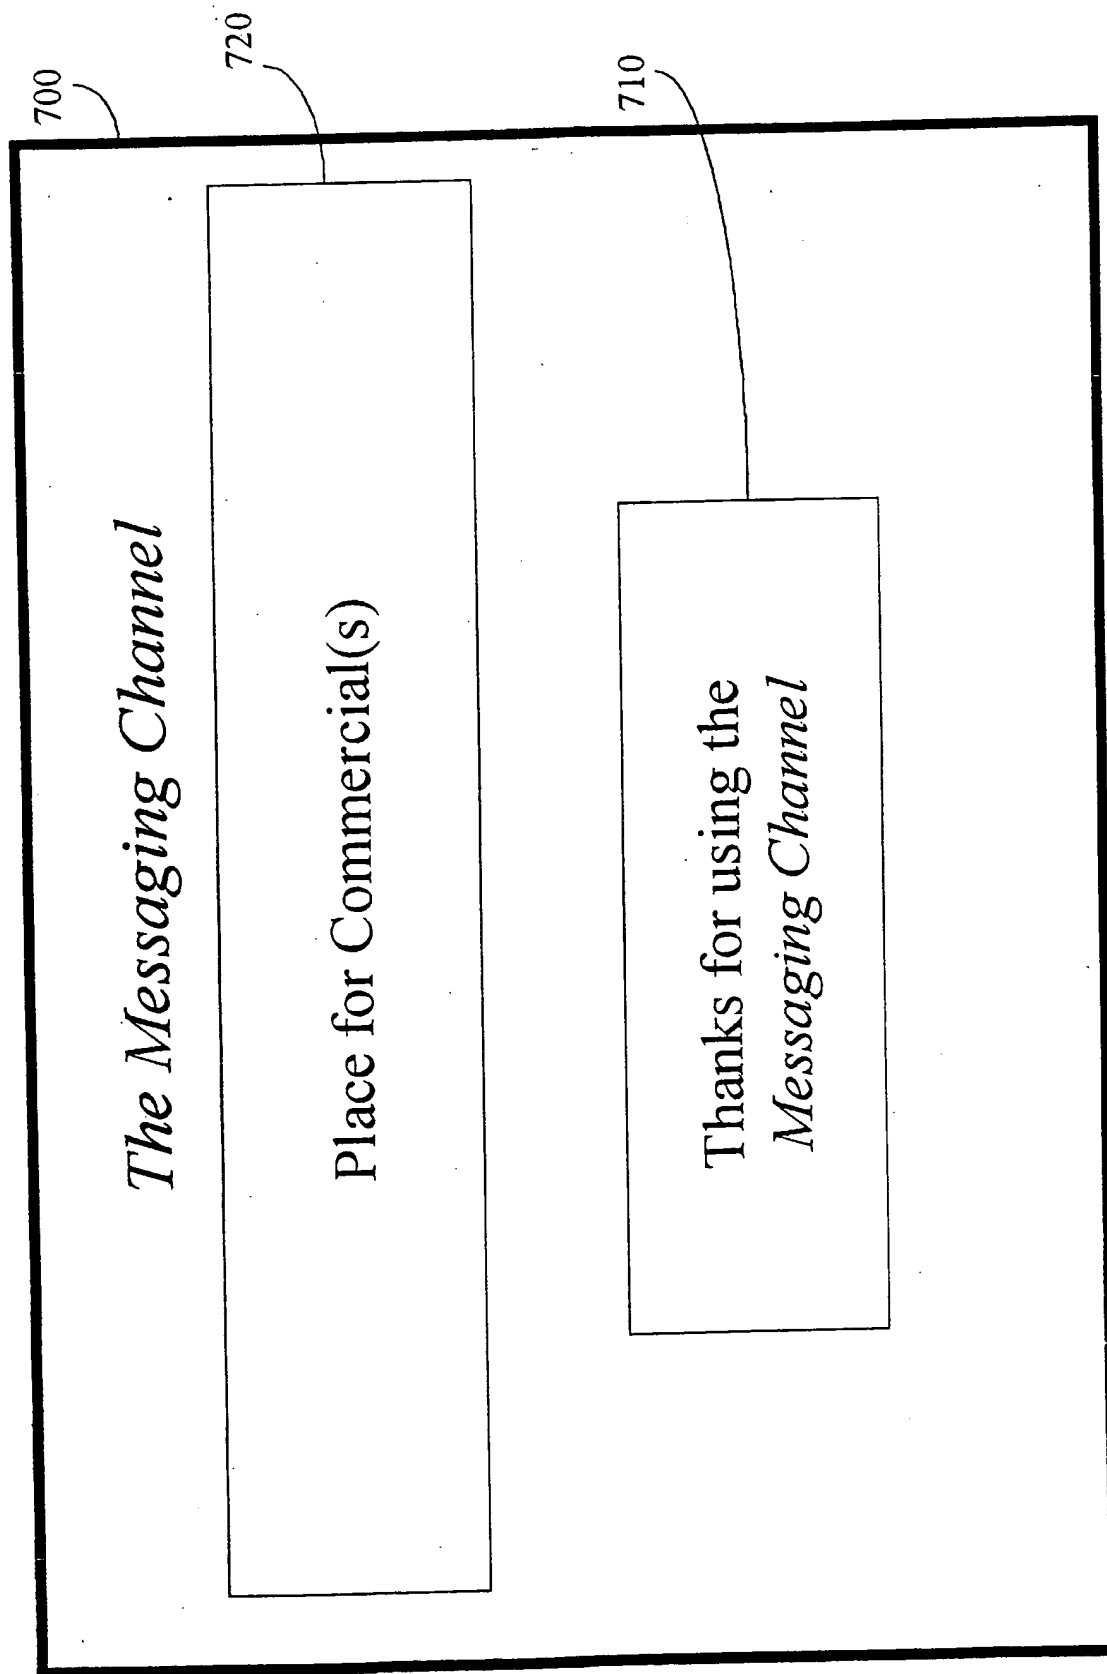 The Messaging Channel
700
720
Place for Commercial(s)
710
Thanks for using the
Messaging Channel